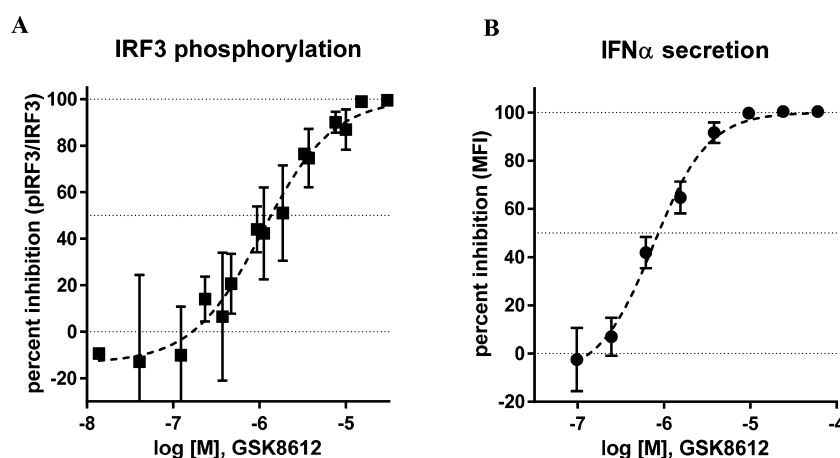 A
IRF3 phosphorylation
percent inhibition (pIRF3/IRF3)
100
80
60
40
20
0
-20
-8
-7
-6
-5
log [M], GSK8612
B
IFNα secretion
percent inhibition (MFI)
100
80
60
40
20
0
-20
-7
-6
-5
-4
log [M], GSK8612